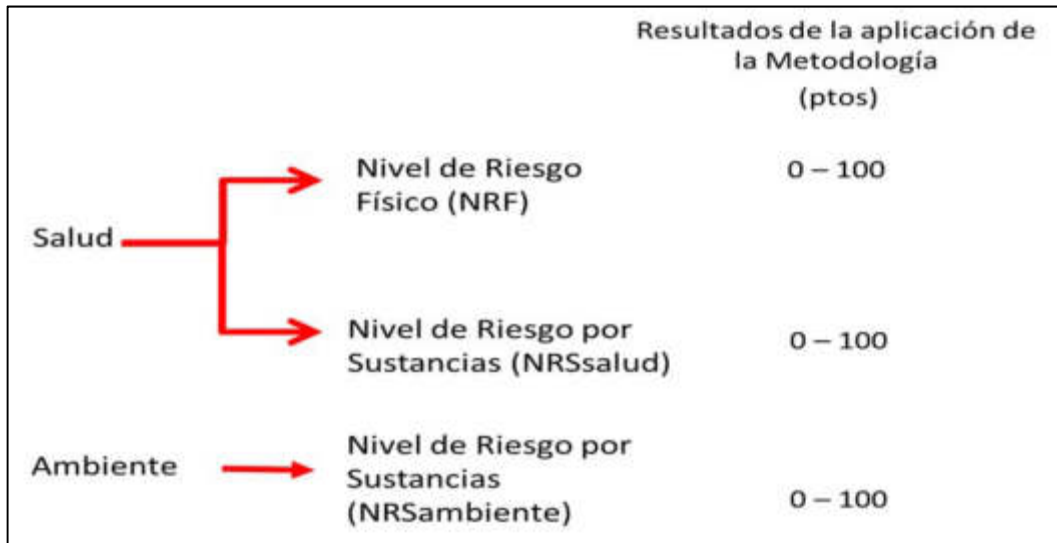 Resultados de la aplicación de
la Metodología
(ptos)
Salud
Nivel de Riesgo
Físico (NRF)
0 – 100
Nivel de Riesgo por
Sustancias (NRSsalud)
0 – 100
Ambiente
Nivel de Riesgo por
Sustancias
(NRSambiente)
0 – 100